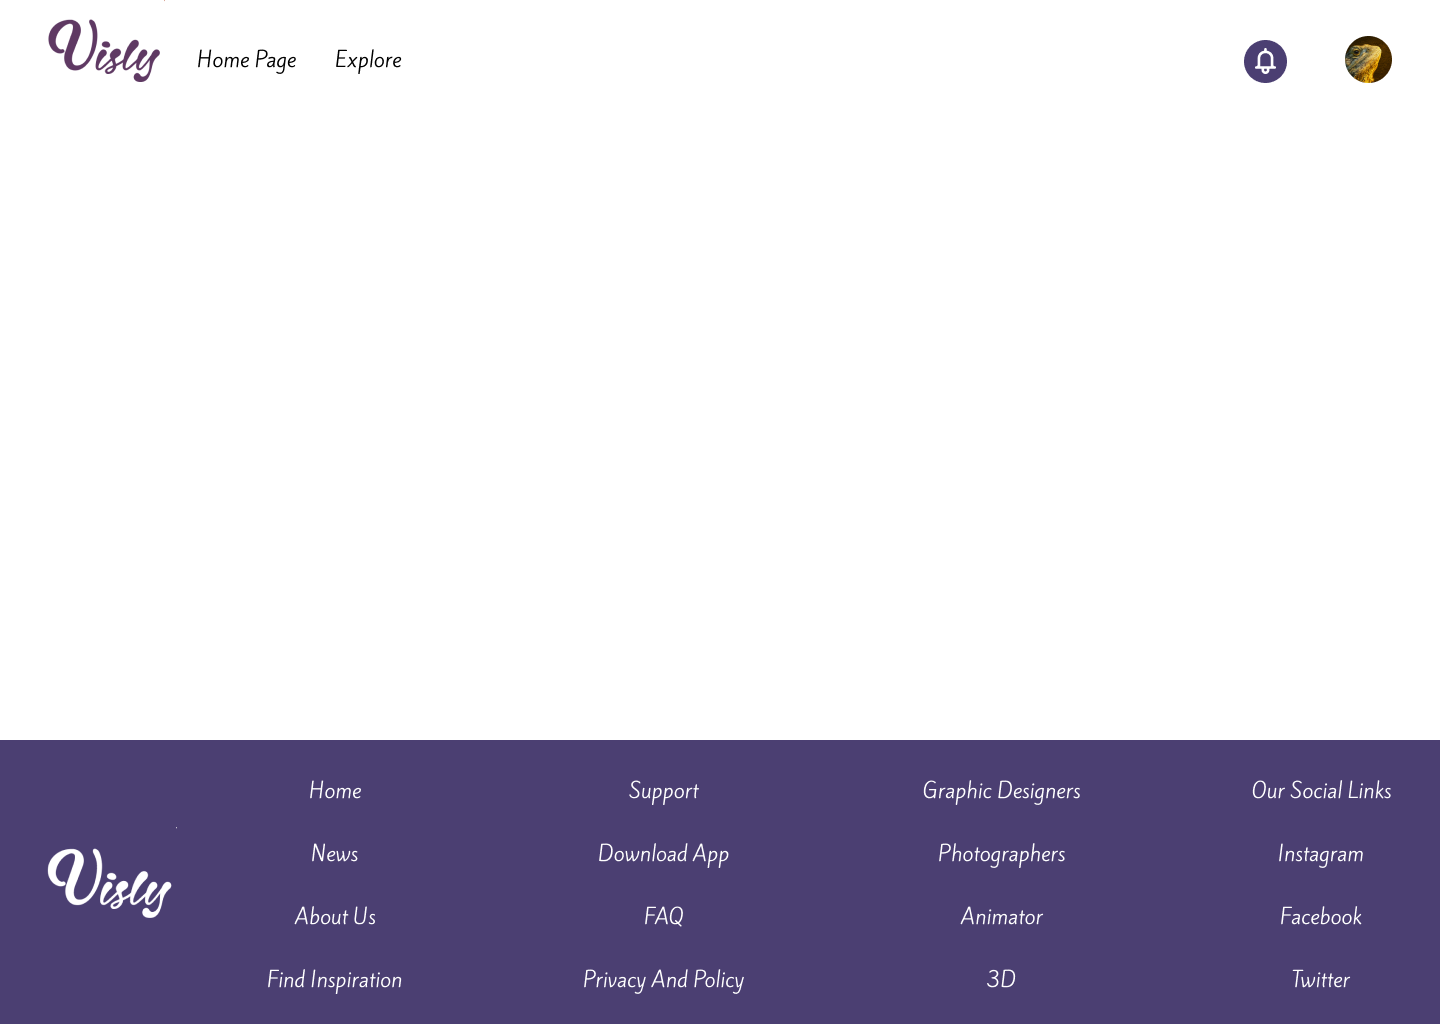 Visly
Home Page
Explore
Home
Support
Graphic Designers
Our Social Links
News
Download App
Photographers
Instagram
Visly
About Us
FAQ
Animator
Facebook
Find Inspiration
Privacy And Policy
3D
Twitter